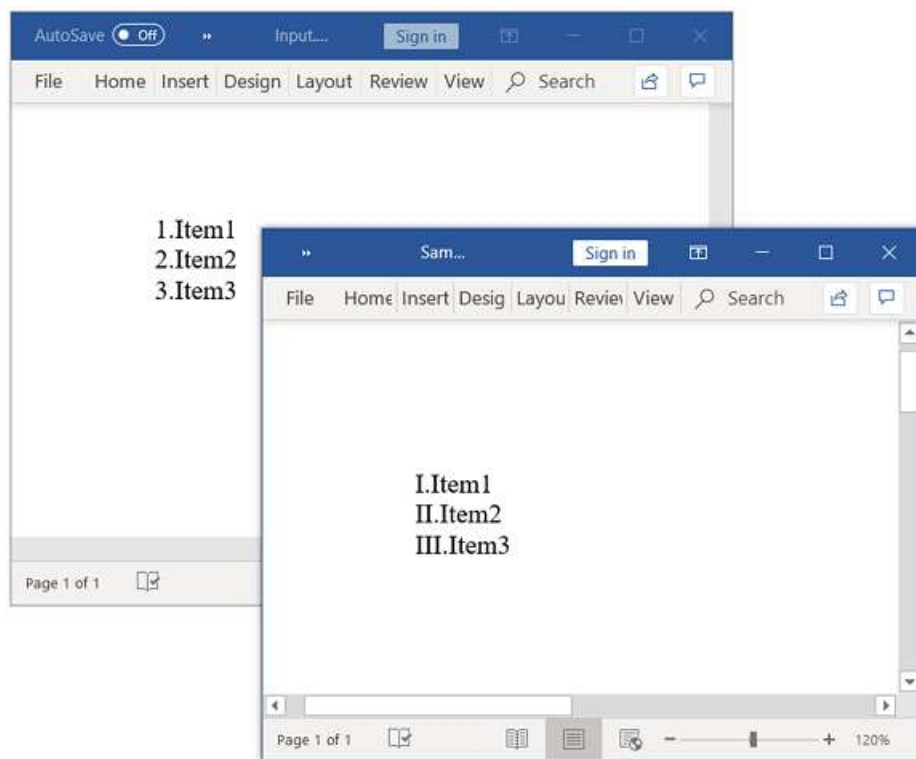 AutoSave Off Input.... Sign in
File Home Insert Design Layout Review View Search
1.Item1
2.Item2
3.Item3
Page 1 of 1
Sam... Sign in
File Home Insert Desig Layou Review View Search
I.Item1
II.Item2
III.Item3
Page 1 of 1 120%